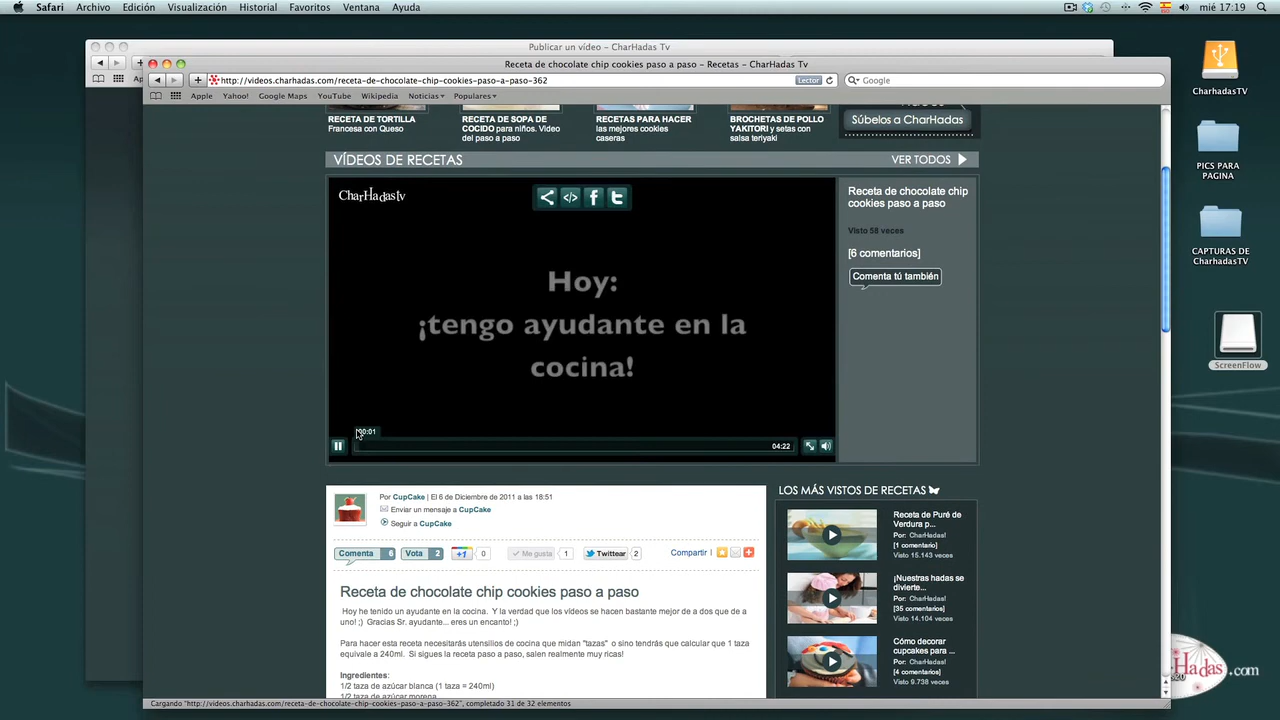 Safari Archivo Edición Visualización Historial Favoritos Ventana Ayuda
mié 17:19
Publicar un vídeo – CharHadas Tv
Receta de chocolate chip cookies paso a paso – Recetas – CharHadas Tv
http://videos.charhadas.com/receta-de-chocolate-chip-cookies-paso-a-paso-362
Lector
Google
Apple Yahoo! Google Maps YouTube Wikipedia Noticias Populares
RECETA DE TORTILLA
Francesa con Queso
RECETA DE SOPA DE
COCIDO para niños. Video
del paso a paso
RECETAS PARA HACER
las mejores cookies
caseras
BROCHETAS DE POLLO
YAKITORI y setas con
salsa teriyaki
Súbelos a CharHadas
VÍDEOS DE RECETAS
VER TODOS
CharHadastv
Hoy:
¡tengo ayudante en la
cocina!
00:01
04:22
Receta de chocolate chip
cookies paso a paso
Visto 58 veces
[6 comentarios]
Comenta tú también
Por CupCake | El 6 de Diciembre de 2011 a las 18:51
Enviar un mensaje a CupCake
Seguir a CupCake
Comenta 6 Vota 2 +1 0 Me gusta 1 Twittear 2 Compartir |
Receta de chocolate chip cookies paso a paso
Hoy he tenido un ayudante en la cocina. Y la verdad que los vídeos se hacen bastante mejor de a dos que de a
uno! ;) Gracias Sr. ayudante... eres un encanto! ;)
Para hacer esta receta necesitarás utensilios de cocina que midan "tazas" o sino tendrás que calcular que 1 taza
equivale a 240ml. Si sigues la receta paso a paso, salen realmente muy ricas!
Ingredientes:
1/2 taza de azúcar blanca (1 taza = 240ml)
1/2 taza de azúcar morena
LOS MÁS VISTOS DE RECETAS
Receta de Puré de
Verdura p...
Por: CharHadas!
[1 comentario]
Visto 15.143 veces
¡Nuestras hadas se
divierte...
Por: CharHadas!
[35 comentarios]
Visto 14.104 veces
Cómo decorar
cupcakes para ...
Por: CharHadas!
[4 comentarios]
Visto 9.738 veces
Cargando "http://videos.charhadas.com/receta-de-chocolate-chip-cookies-paso-a-paso-362", completado 31 de 32 elementos
CharhadasTV
PICS PARA
PAGINA
CAPTURAS DE
CharhadasTV
ScreenFlow
Hadas.com